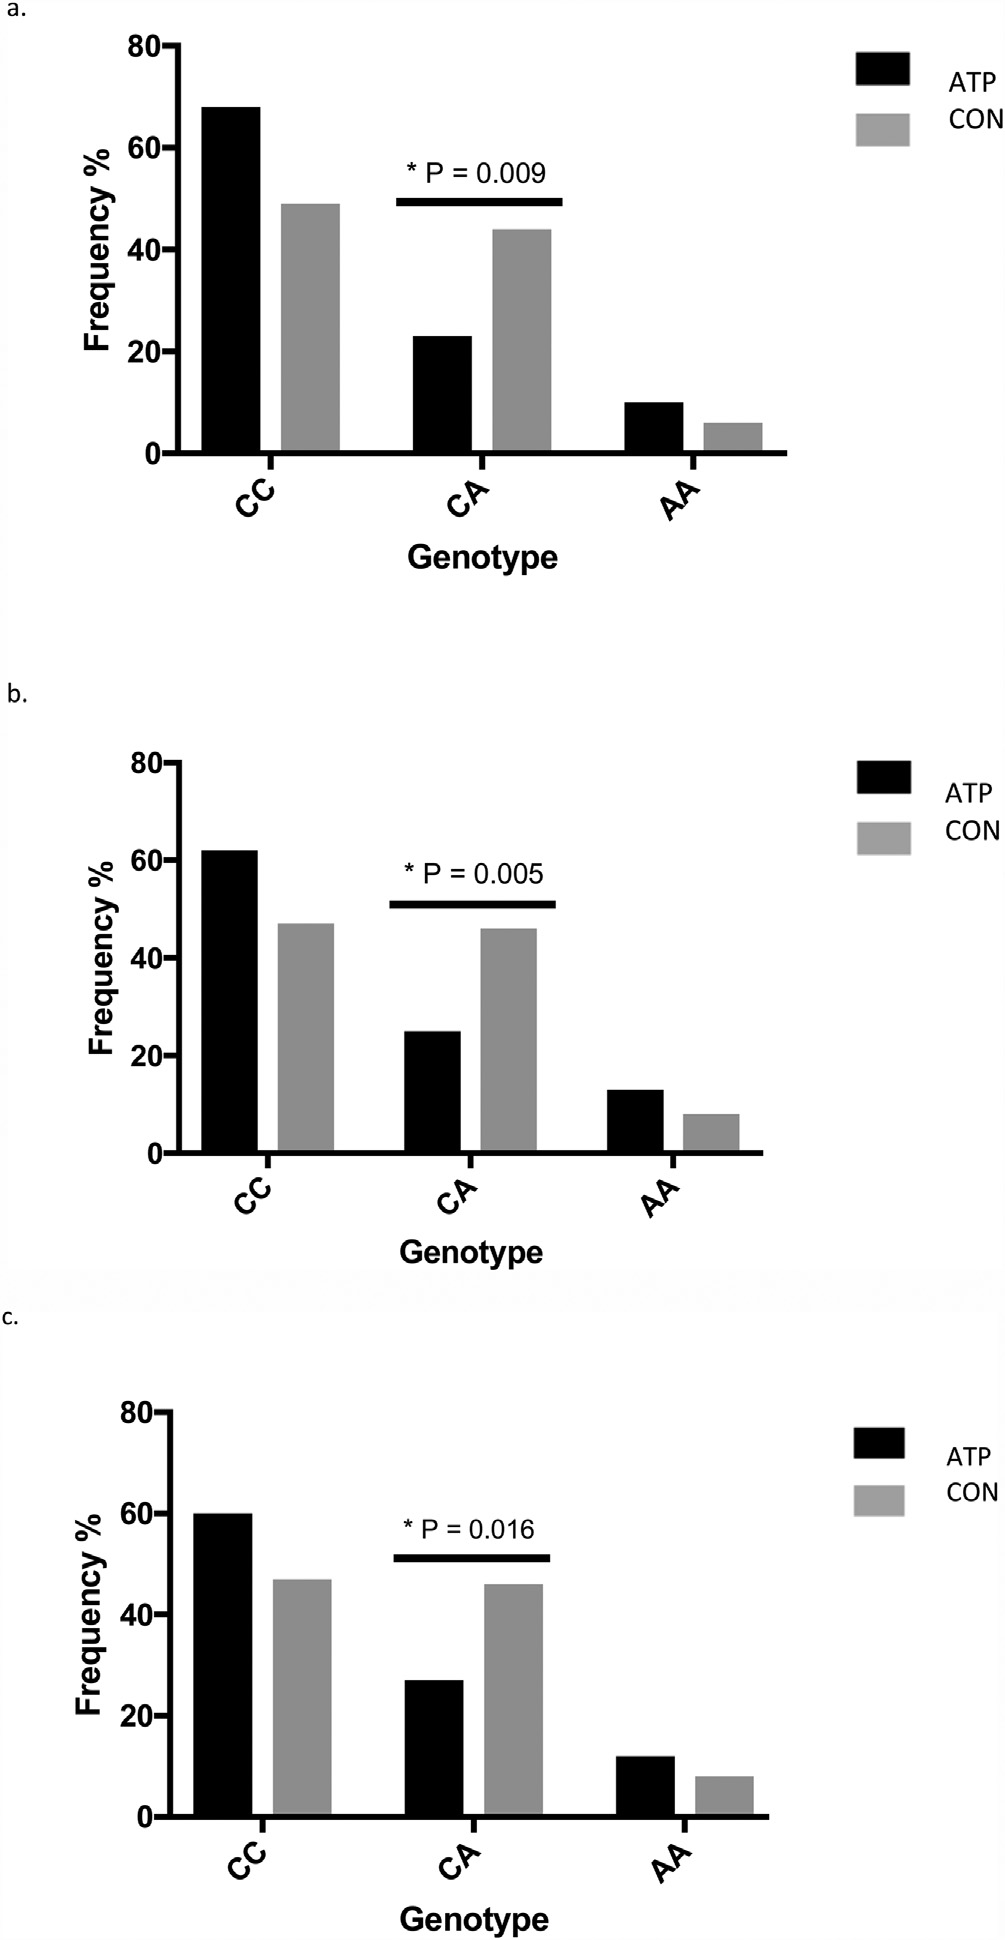 a.
80
60
40
20
0
Frequency %
* P = 0.009
ATP
CON
CC
CA
AA
Genotype
b.
80
60
40
20
0
Frequency %
* P = 0.005
ATP
CON
CC
CA
AA
Genotype
c.
80
60
40
20
0
Frequency %
* P = 0.016
ATP
CON
CC
CA
AA
Genotype